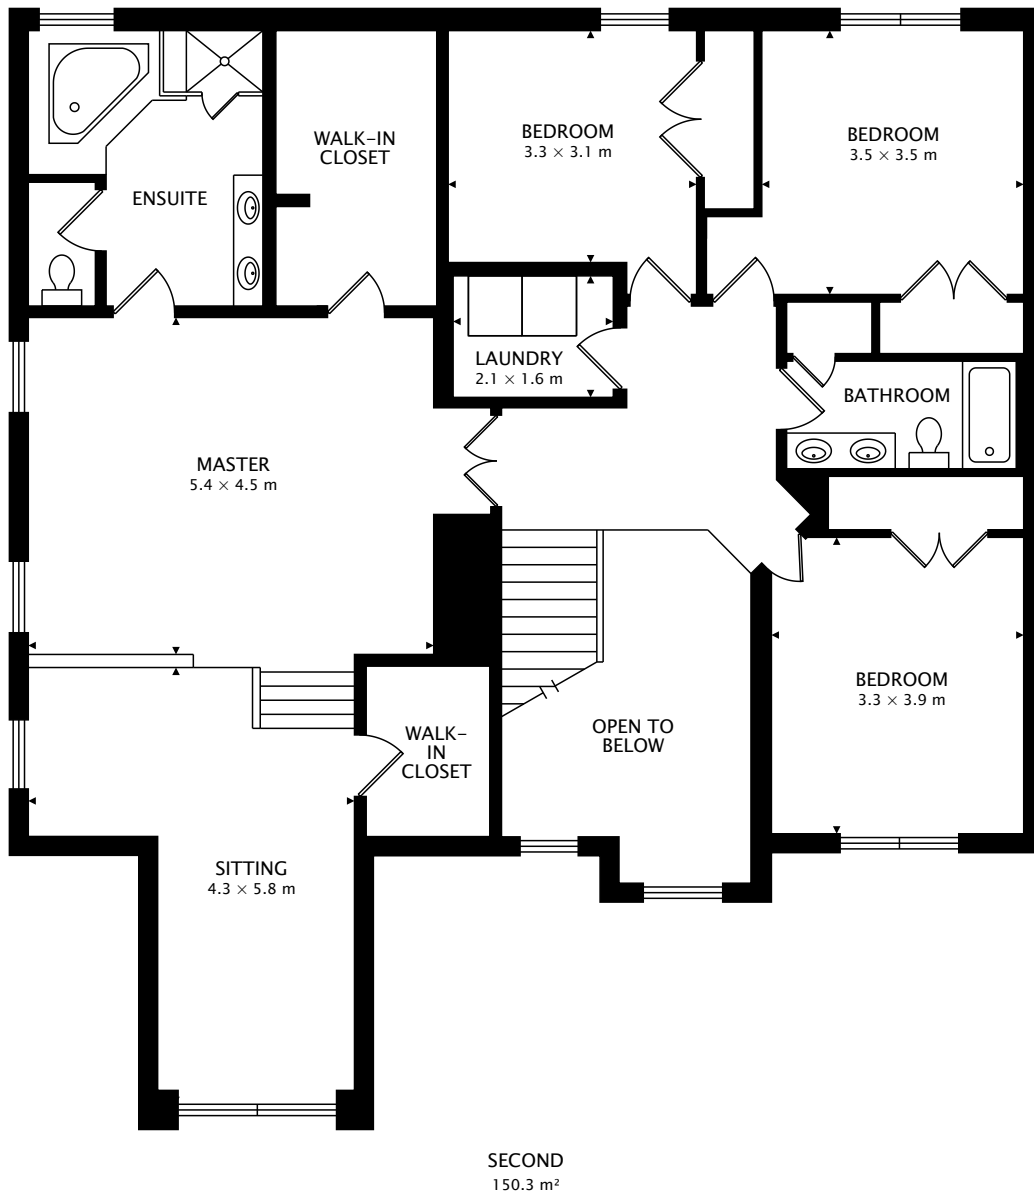 WALK-IN
CLOSET
BEDROOM
3.3 × 3.1 m
BEDROOM
3.5 × 3.5 m
ENSUITE
LAUNDRY
2.1 × 1.6 m
BATHROOM
MASTER
5.4 × 4.5 m
BEDROOM
3.3 × 3.9 m
WALK-
IN
CLOSET
OPEN TO
BELOW
SITTING
4.3 × 5.8 m
SECOND
150.3 m²